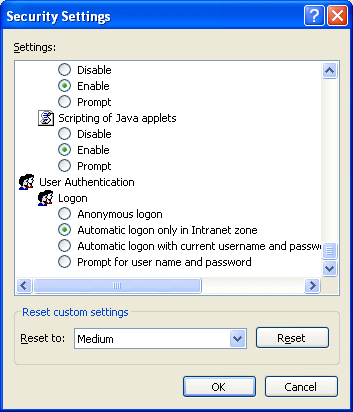 Security Settings
Settings:
Disable
Enable
Prompt
Scripting of Java applets
Disable
Enable
Prompt
User Authentication
Logon
Anonymous logon
Automatic logon only in Intranet zone
Automatic logon with current username and passw
Prompt for user name and password
Reset custom settings
Reset to:
Medium
Reset
OK
Cancel